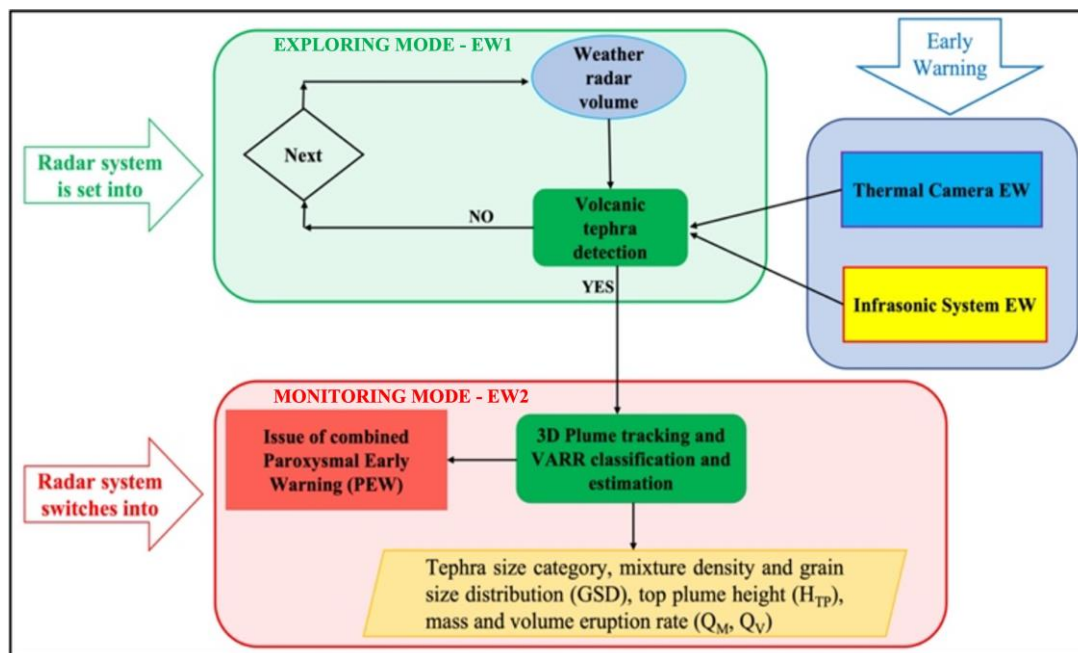 EXPLORING MODE - EW1
Weather
radar
volume
Early
Warning
Next
Radar system
is set into
Thermal Camera EW
NO
Volcanic
tephra
detection
YES
Infrasonic System EW
MONITORING MODE - EW2
Issue of combined
Paroxysmal Early
Warning (PEW)
3D Plume tracking and
VARR classification and
estimation
Radar system
switches into
Tephra size category, mixture density and grain
size distribution (GSD), top plume height (H_TP),
mass and volume eruption rate (Q_M, Q_V)